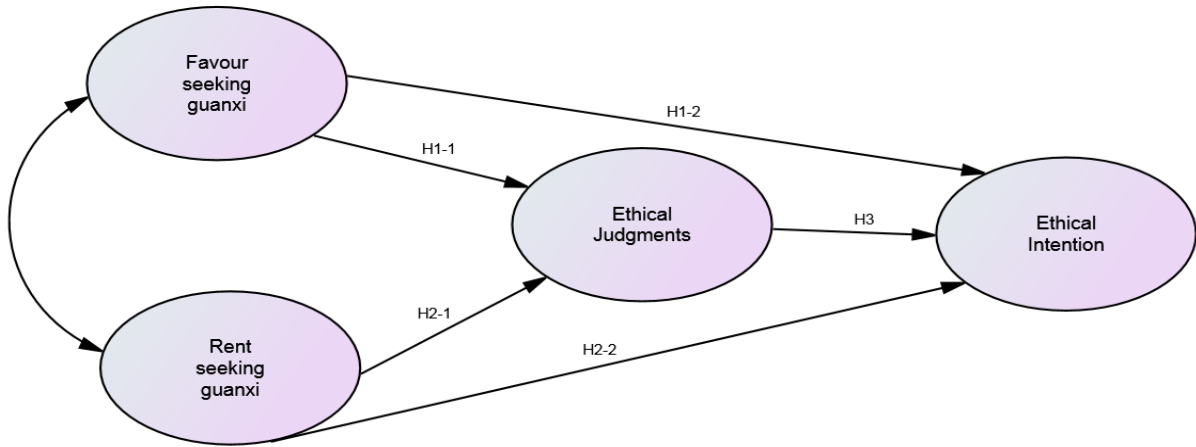 Favour
seeking
guanxi
H1-2
H1-1
Ethical
Judgments
H3
Ethical
Intention
H2-1
Rent
seeking
guanxi
H2-2